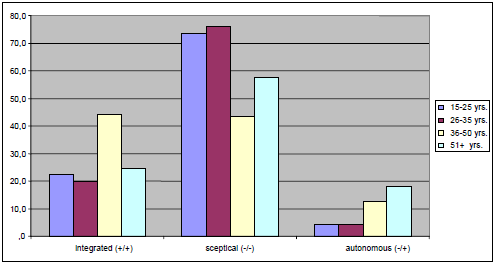 80,0
70,0
60,0
50,0
40,0
30,0
20,0
10,0
,0
integrated (+/+)
sceptical (-/-)
autonomous (-/+)
15-25 yrs.
26-35 yrs.
36-50 yrs.
51+ yrs.